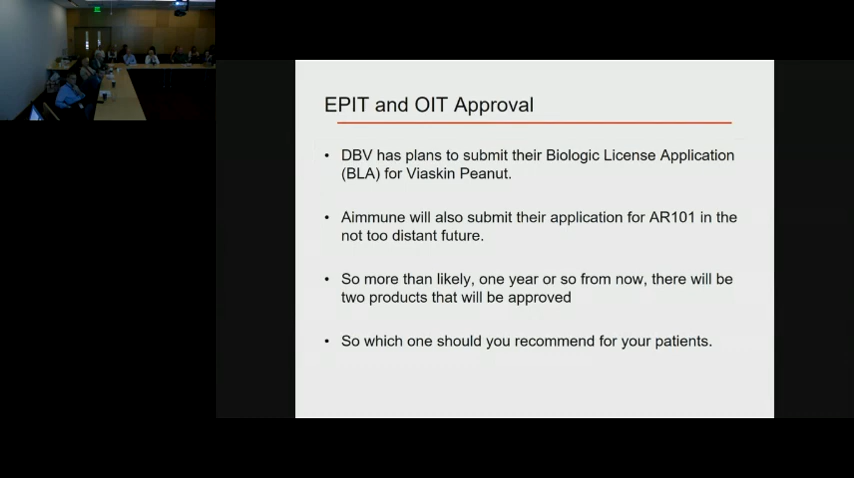 EPIT and OIT Approval
• DBV has plans to submit their Biologic License Application
(BLA) for Viaskin Peanut.
• Aimmune will also submit their application for AR101 in the
not too distant future.
• So more than likely, one year or so from now, there will be
two products that will be approved
• So which one should you recommend for your patients.